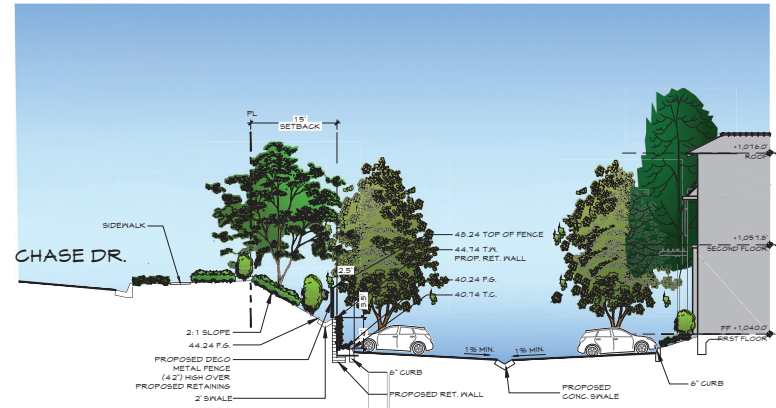 PL
15'
SETBACK
+1,076.0'
ROOF
SIDEWALK
48.24 TOP OF FENCE
+1,057.5'
SECOND FLOOR
44.74 T.W.
PROP. RET. WALL
CHASE DR.
2.5'
40.24 F.G.
3.5'
40.74 T.C.
2:1 SLOPE
FF +1,040.0'
FIRST FLOOR
44.24 F.G.
1% MIN.
1% MIN.
PROPOSED DECO
METAL FENCE
(42") HIGH OVER
PROPOSED RETAINING
6" CURB
6" CURB
2' SWALE
PROPOSED RET. WALL
PROPOSED
CONC. SWALE